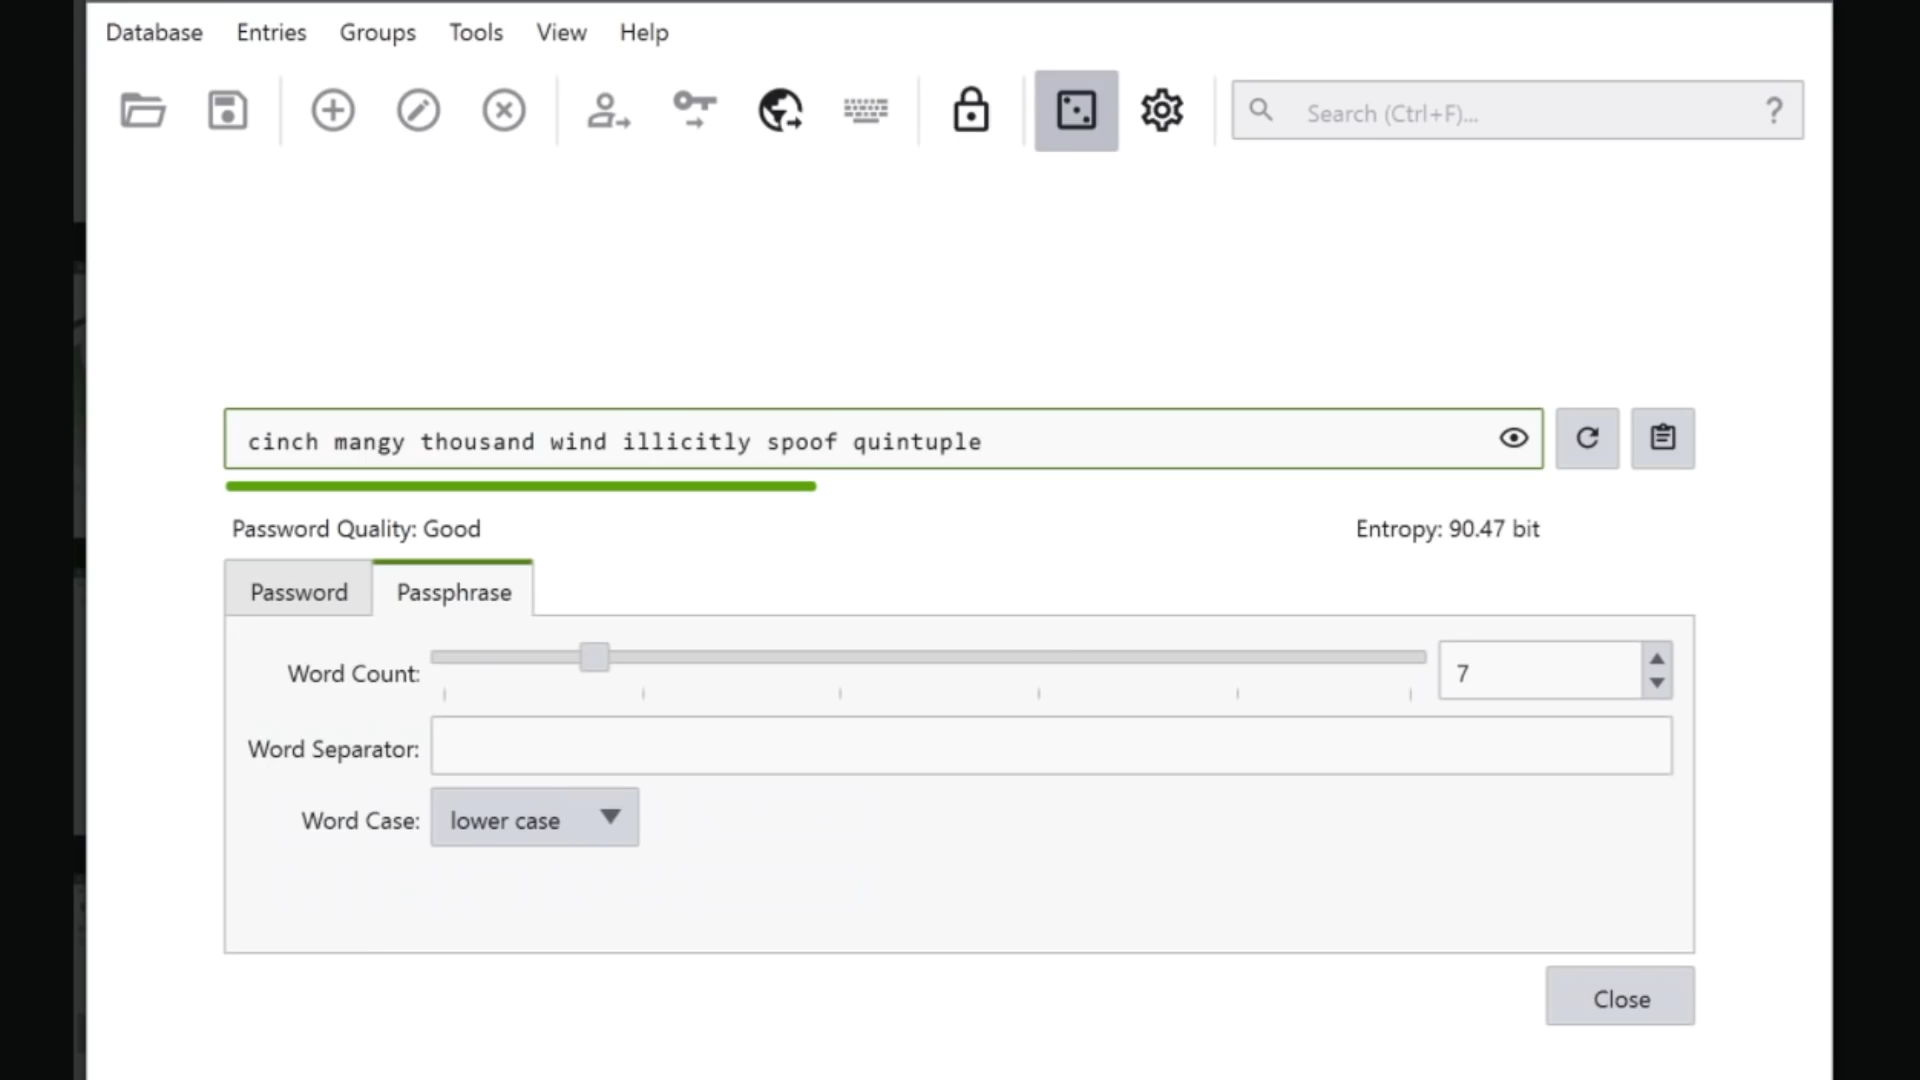 Database Entries Groups Tools View Help
Search (Ctrl+F)... ?
cinch mangy thousand wind illicitly spoof quintuple
Password Quality: Good Entropy: 90.47 bit
Password Passphrase
Word Count: 7
Word Separator:
Word Case: lower case
Close